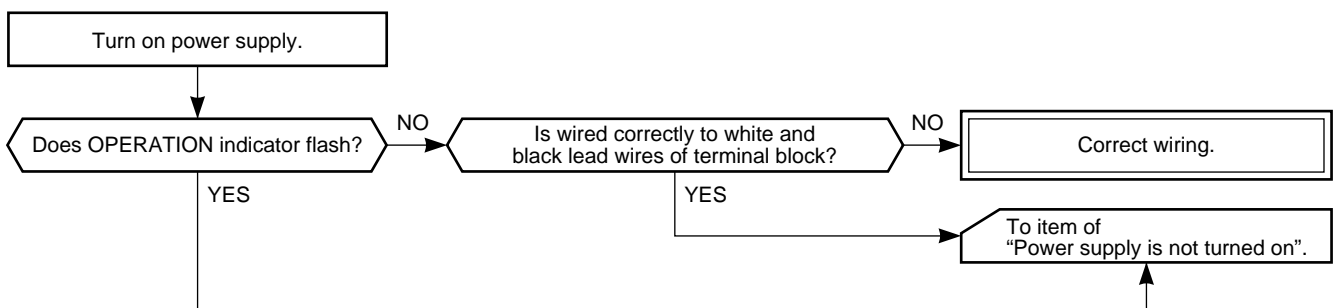 Turn on power supply.
Does OPERATION indicator flash?
NO
Is wired correctly to white and
black lead wires of terminal block?
NO
Correct wiring.
YES
YES
To item of
“Power supply is not turned on”.